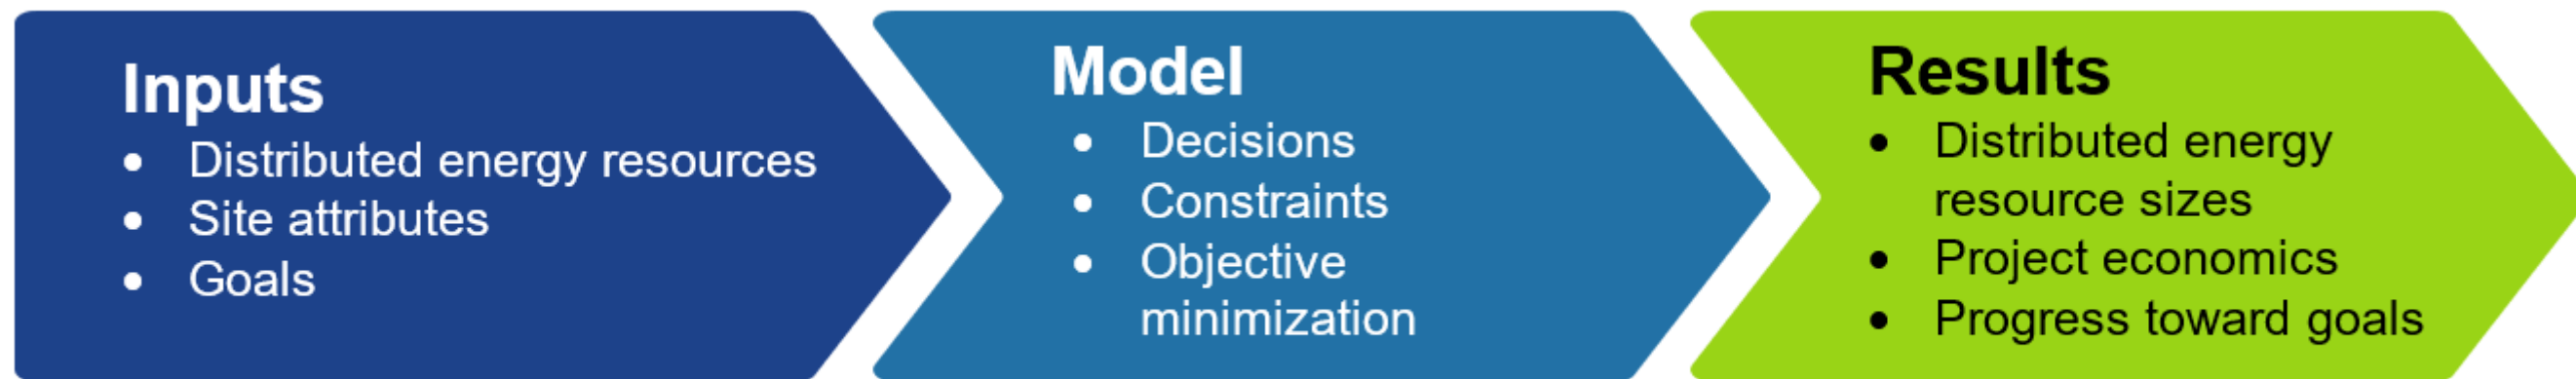 Inputs
• Distributed energy resources
• Site attributes
• Goals
Model
• Decisions
• Constraints
• Objective
minimization
Results
• Distributed energy
resource sizes
• Project economics
• Progress toward goals